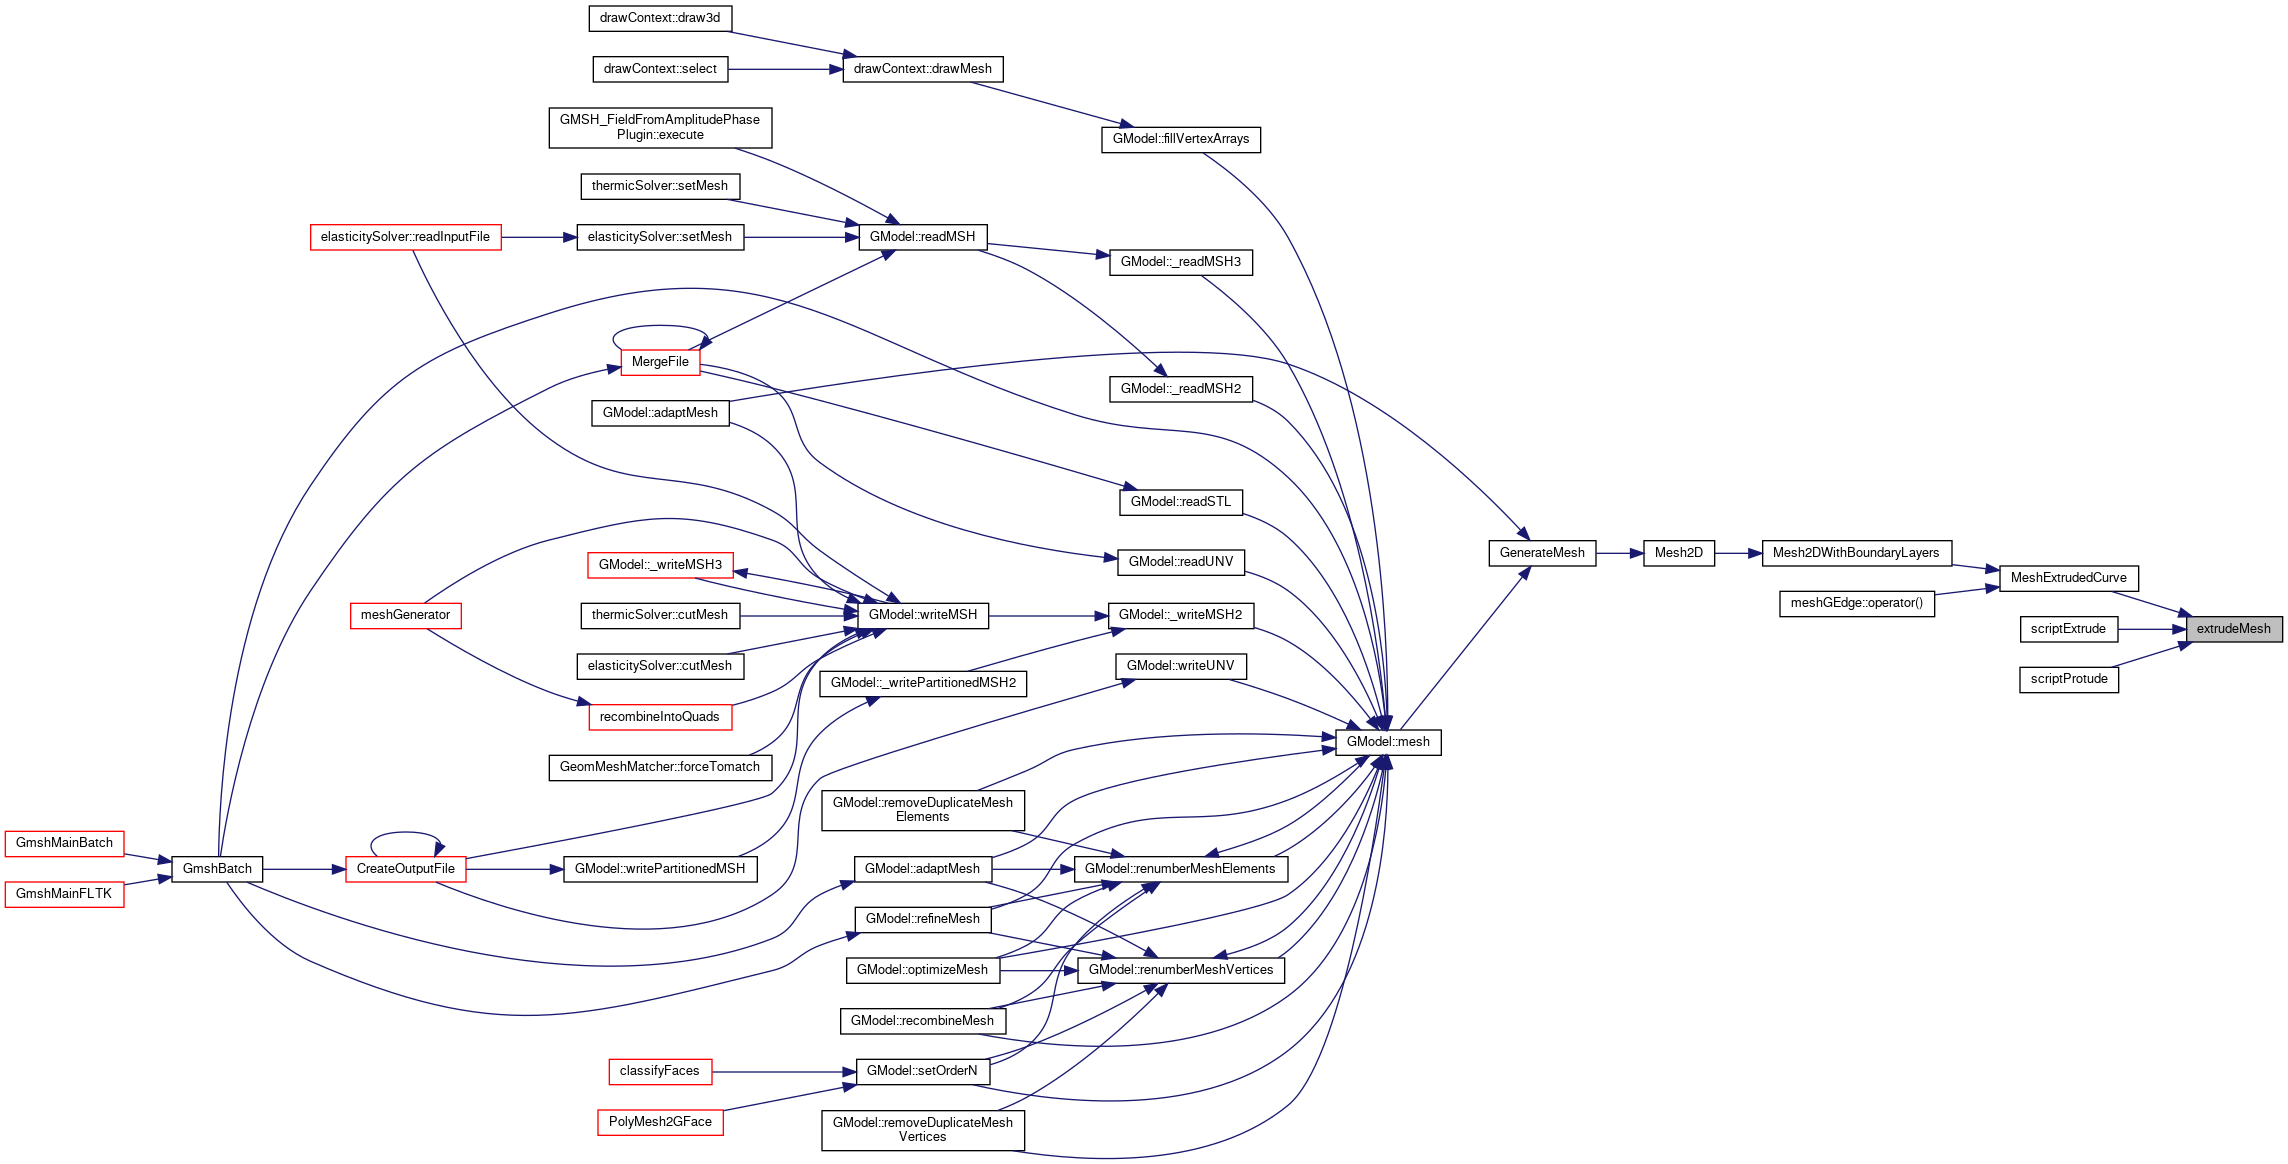 drawContext::draw3d
drawContext::select
drawContext::drawMesh
GMSH_FieldFromAmplitudePhase
Plugin::execute
GModel::fillVertexArrays
thermicSolver::setMesh
elasticitySolver::readInputFile
elasticitySolver::setMesh
GModel::readMSH
GModel::_readMSH3
MergeFile
GModel::_readMSH2
GModel::adaptMesh
GModel::readSTL
GModel::readUNV
GenerateMesh
Mesh2D
Mesh2DWithBoundaryLayers
MeshExtrudedCurve
meshGEdge::operator()
scriptExtrude
extrudeMesh
scriptProtude
GModel::_writeMSH3
meshGenerator
thermicSolver::cutMesh
GModel::writeMSH
GModel::_writeMSH2
elasticitySolver::cutMesh
GModel::_writePartitionedMSH2
GModel::writeUNV
recombineIntoQuads
GeomMeshMatcher::forceTomatch
GModel::mesh
GModel::removeDuplicateMesh
Elements
GmshMainBatch
GmshMainFLTK
GmshBatch
CreateOutputFile
GModel::writePartitionedMSH
GModel::adaptMesh
GModel::renumberMeshElements
GModel::refineMesh
GModel::optimizeMesh
GModel::renumberMeshVertices
GModel::recombineMesh
classifyFaces
GModel::setOrderN
PolyMesh2GFace
GModel::removeDuplicateMesh
Vertices